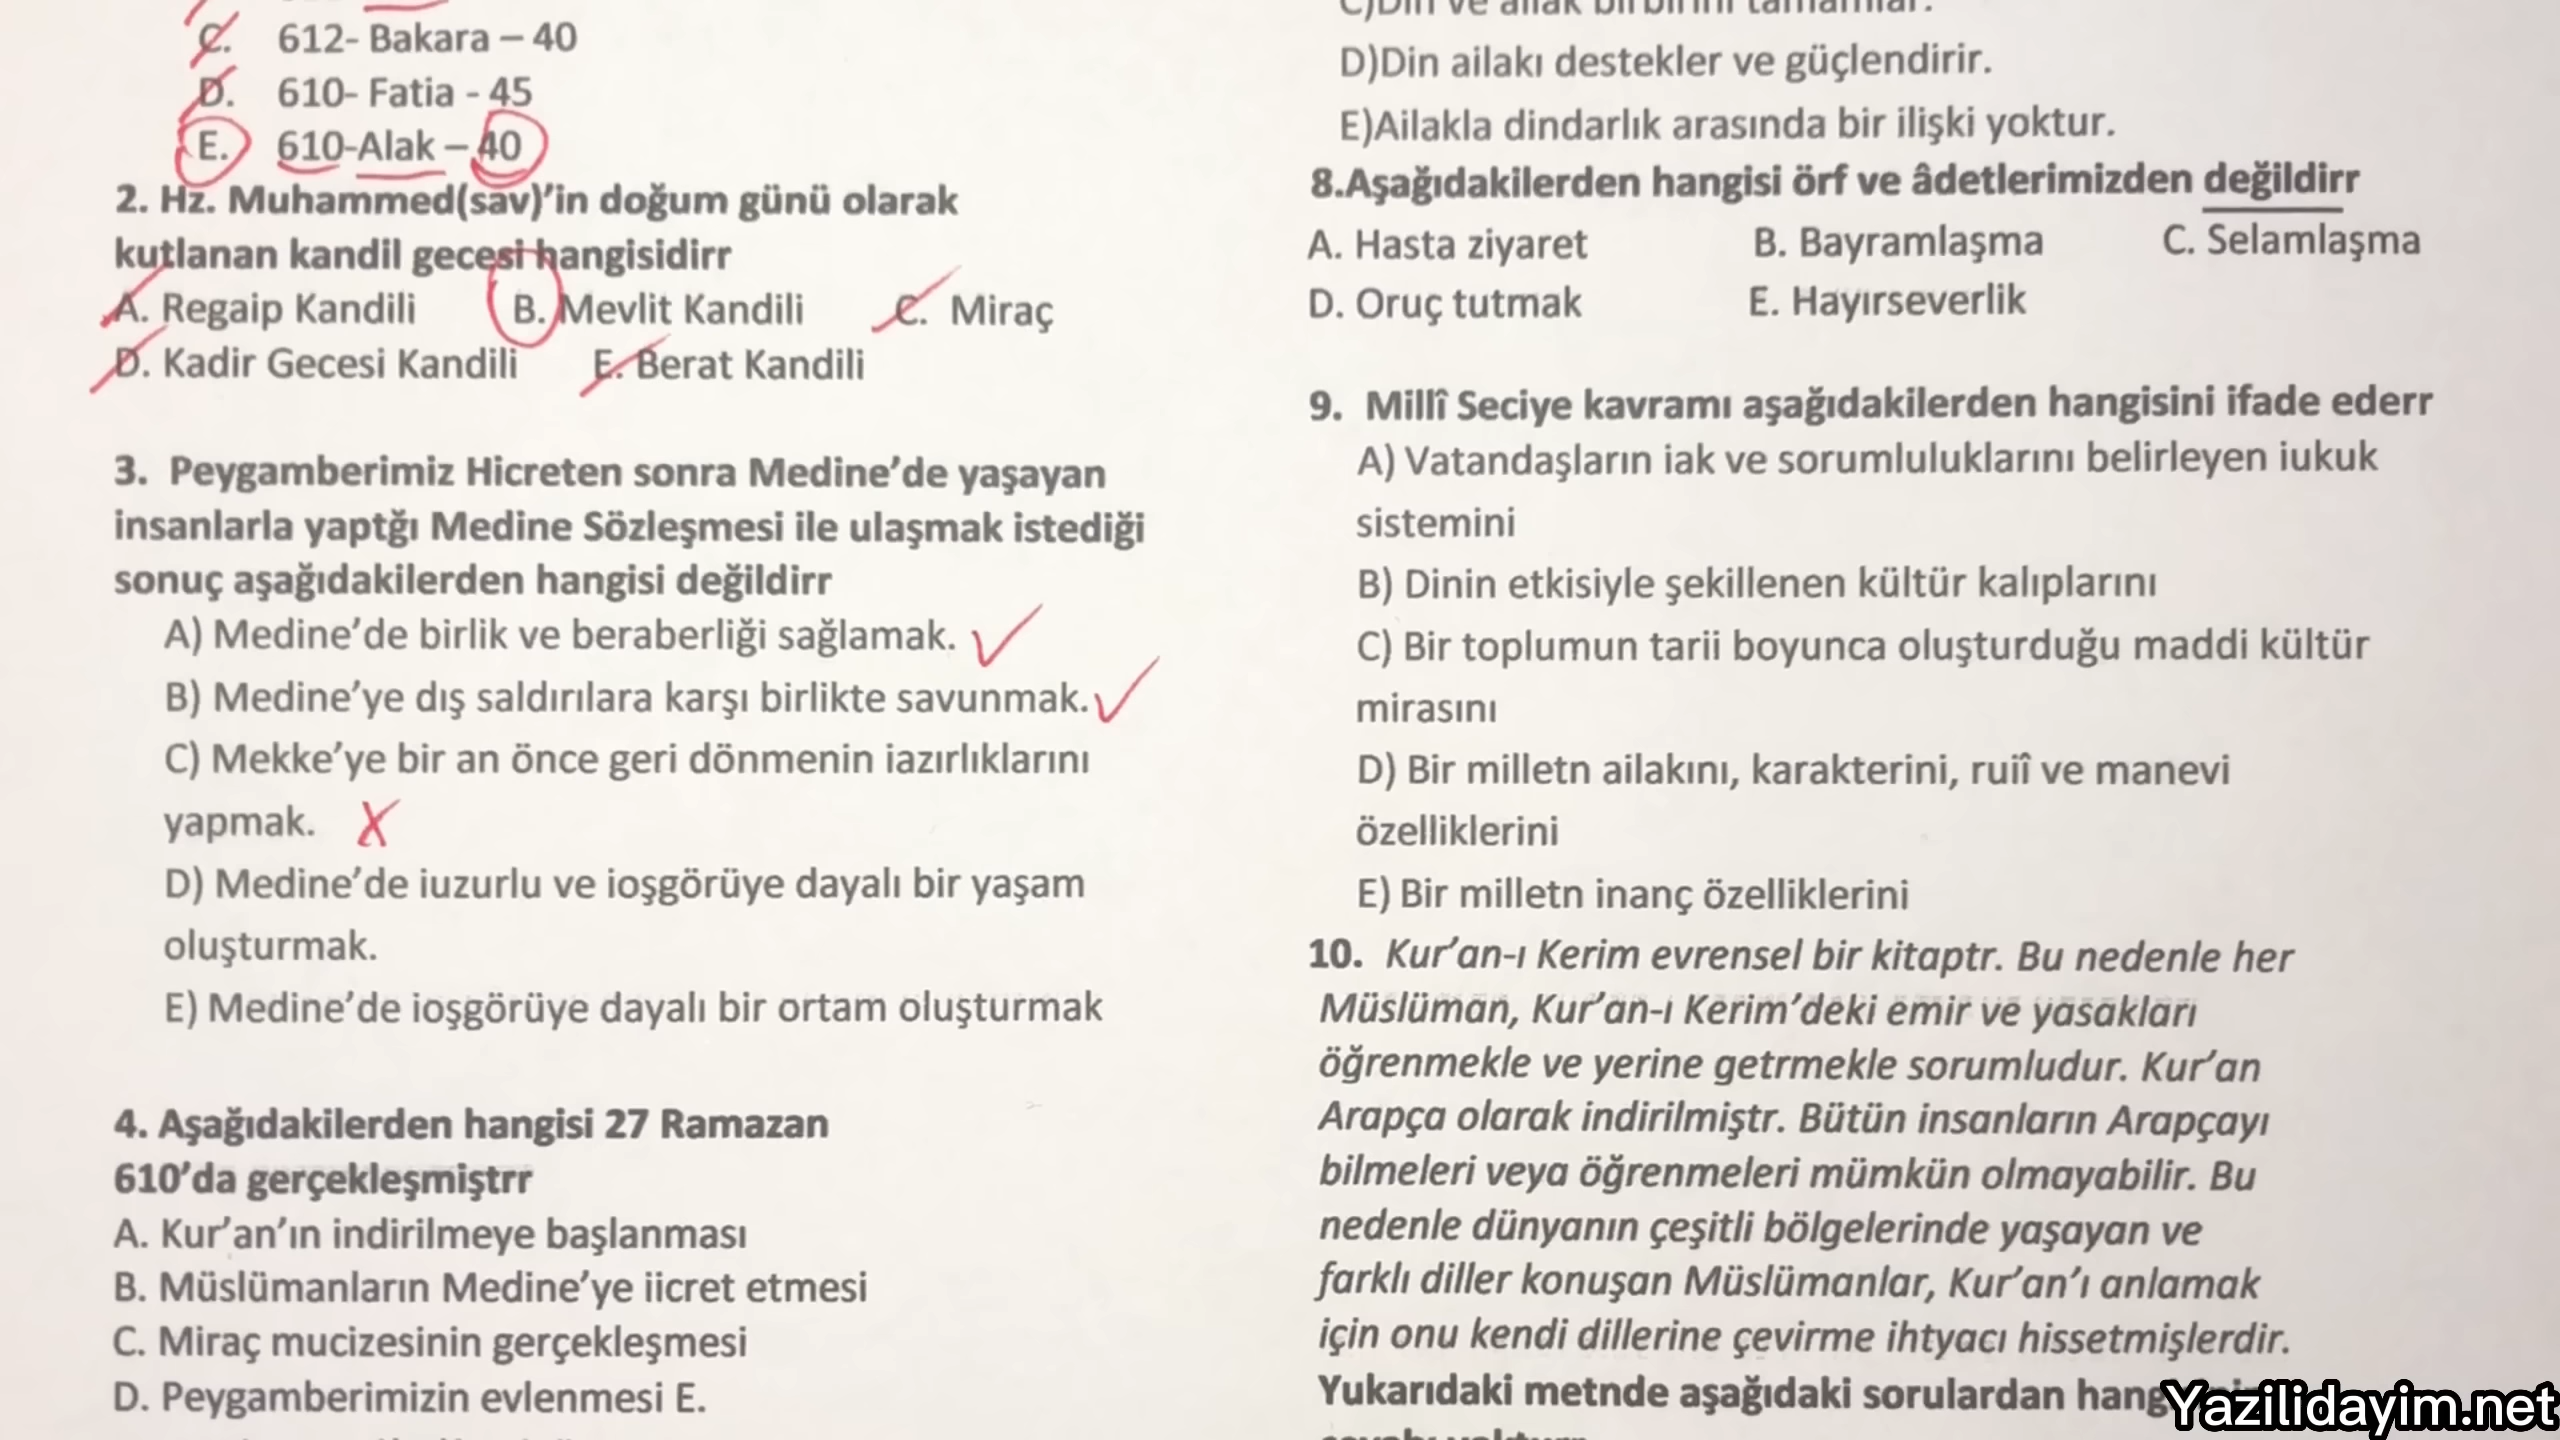 C. 612- Bakara – 40
D. 610- Fatia - 45
E. 610-Alak – 40
2. Hz. Muhammed(sav)’in doğum günü olarak
kutlanan kandil gecesi hangisidirr
A. Regaip Kandili B. Mevlit Kandili C. Miraç
D. Kadir Gecesi Kandili E. Berat Kandili
3. Peygamberimiz Hicreten sonra Medine’de yaşayan
insanlarla yaptğı Medine Sözleşmesi ile ulaşmak istediği
sonuç aşağıdakilerden hangisi değildirr
A) Medine’de birlik ve beraberliği sağlamak.
B) Medine’ye dış saldırılara karşı birlikte savunmak.
C) Mekke’ye bir an önce geri dönmenin iazırlıklarını
yapmak.
D) Medine’de iuzurlu ve ioşgörüye dayalı bir yaşam
oluşturmak.
E) Medine’de ioşgörüye dayalı bir ortam oluşturmak
4. Aşağıdakilerden hangisi 27 Ramazan
610’da gerçekleşmiştrr
A. Kur’an’ın indirilmeye başlanması
B. Müslümanların Medine’ye iicret etmesi
C. Miraç mucizesinin gerçekleşmesi
D. Peygamberimizin evlenmesi E.
C)Din ve ailak birbirini tamamlar.
D)Din ailakı destekler ve güçlendirir.
E)Ailakla dindarlık arasında bir ilişki yoktur.
8.Aşağıdakilerden hangisi örf ve âdetlerimizden değildirr
A. Hasta ziyaret B. Bayramlaşma C. Selamlaşma
D. Oruç tutmak E. Hayırseverlik
9. Millî Seciye kavramı aşağıdakilerden hangisini ifade ederr
A) Vatandaşların iak ve sorumluluklarını belirleyen iukuk
sistemini
B) Dinin etkisiyle şekillenen kültür kalıplarını
C) Bir toplumun tarii boyunca oluşturduğu maddi kültür
mirasını
D) Bir milletn ailakını, karakterini, ruiî ve manevi
özelliklerini
E) Bir milletn inanç özelliklerini
10. Kur’an-ı Kerim evrensel bir kitaptr. Bu nedenle her
Müslüman, Kur’an-ı Kerim’deki emir ve yasakları
öğrenmekle ve yerine getrmekle sorumludur. Kur’an
Arapça olarak indirilmiştr. Bütün insanların Arapçayı
bilmeleri veya öğrenmeleri mümkün olmayabilir. Bu
nedenle dünyanın çeşitli bölgelerinde yaşayan ve
farklı diller konuşan Müslümanlar, Kur’an’ı anlamak
için onu kendi dillerine çevirme ihtyacı hissetmişlerdir.
Yukarıdaki metnde aşağıdaki sorulardan
Yazilidayim.net